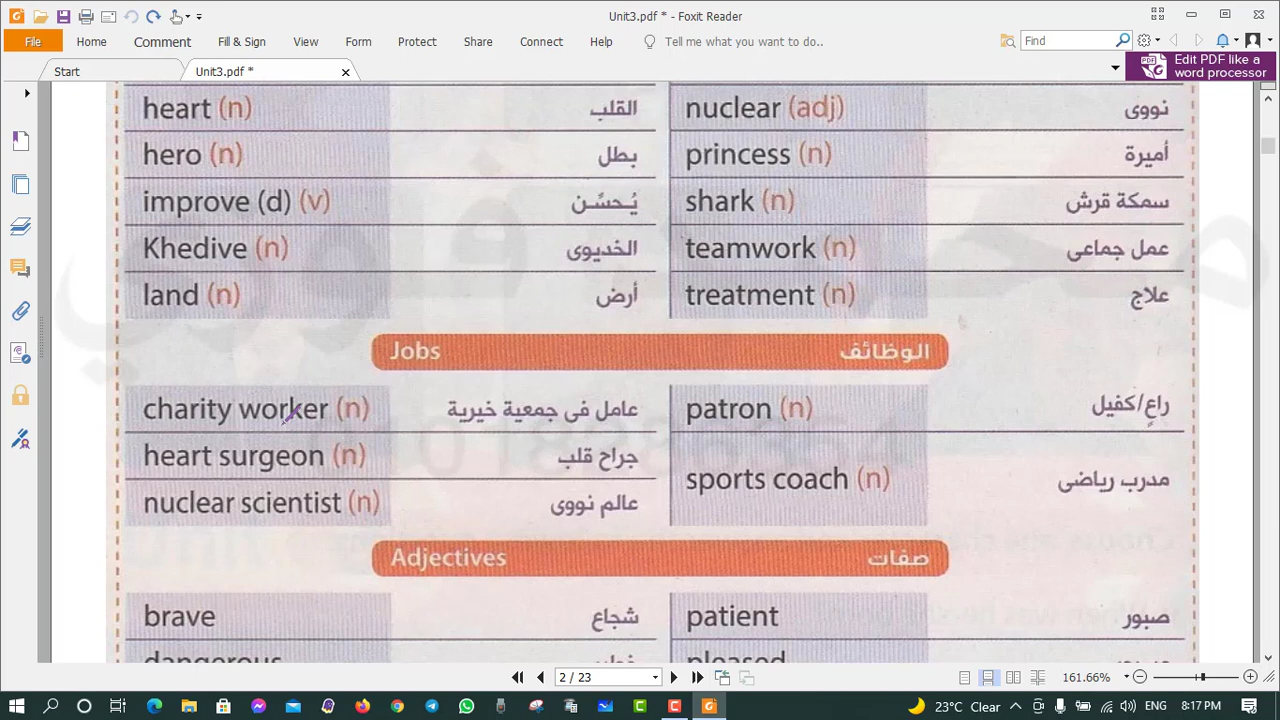 Unit3.pdf * - Foxit Reader
File Home Comment Fill & Sign View Form Protect Share Connect Help Tell me what you want to do.. Find
Start Unit3.pdf * Edit PDF like a word processor
heart (n) القلب nuclear (adj) نووى
hero (n) بطل princess (n) أميرة
improve (d) (v) يُحسِّن shark (n) سمكة قرش
Khedive (n) الخديوى teamwork (n) عمل جماعى
land (n) أرض treatment (n) علاج
Jobs الوظائف
charity worker (n) عامل فى جمعية خيرية patron (n) راعٍ/كفيل
heart surgeon (n) جراح قلب sports coach (n) مدرب رياضى
nuclear scientist (n) عالم نووى
Adjectives صفات
brave شجاع patient صبور
dangerous pleased
2 / 23 161.66%
23°C Clear ENG 8:17 PM